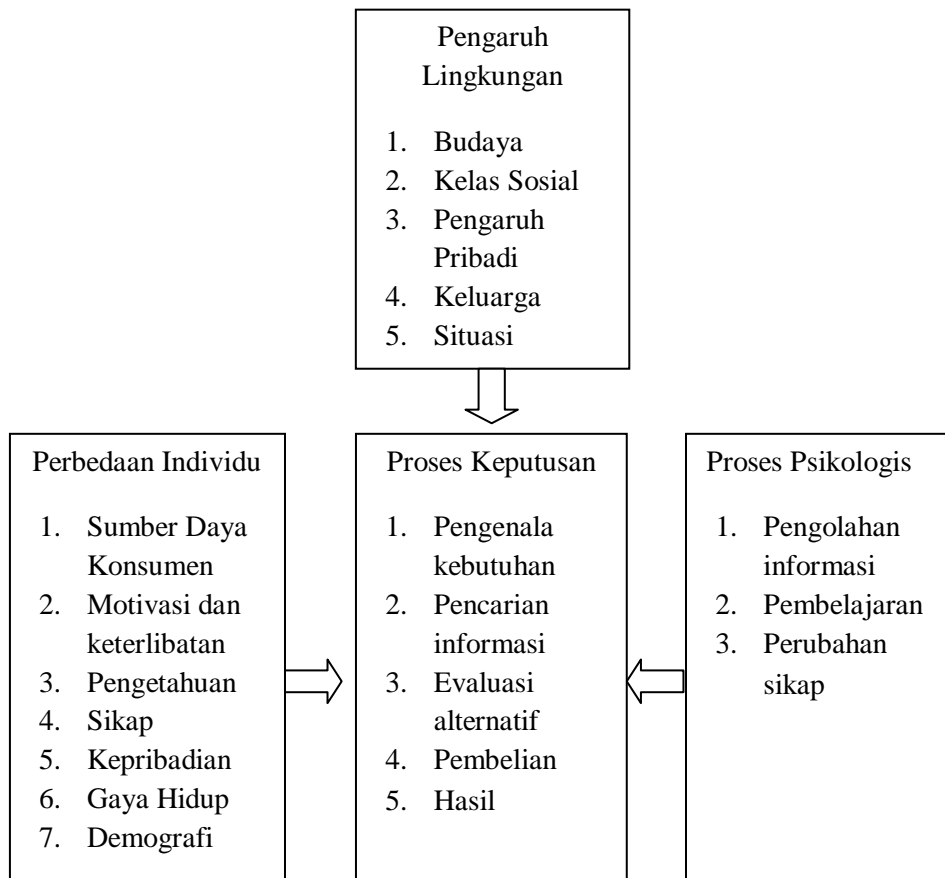 Pengaruh
Lingkungan
1. Budaya
2. Kelas Sosial
3. Pengaruh
Pribadi
4. Keluarga
5. Situasi
Perbedaan Individu
1. Sumber Daya
Konsumen
2. Motivasi dan
keterlibatan
3. Pengetahuan
4. Sikap
5. Kepribadian
6. Gaya Hidup
7. Demografi
Proses Keputusan
1. Pengenala
kebutuhan
2. Pencarian
informasi
3. Evaluasi
alternatif
4. Pembelian
5. Hasil
Proses Psikologis
1. Pengolahan
informasi
2. Pembelajaran
3. Perubahan
sikap